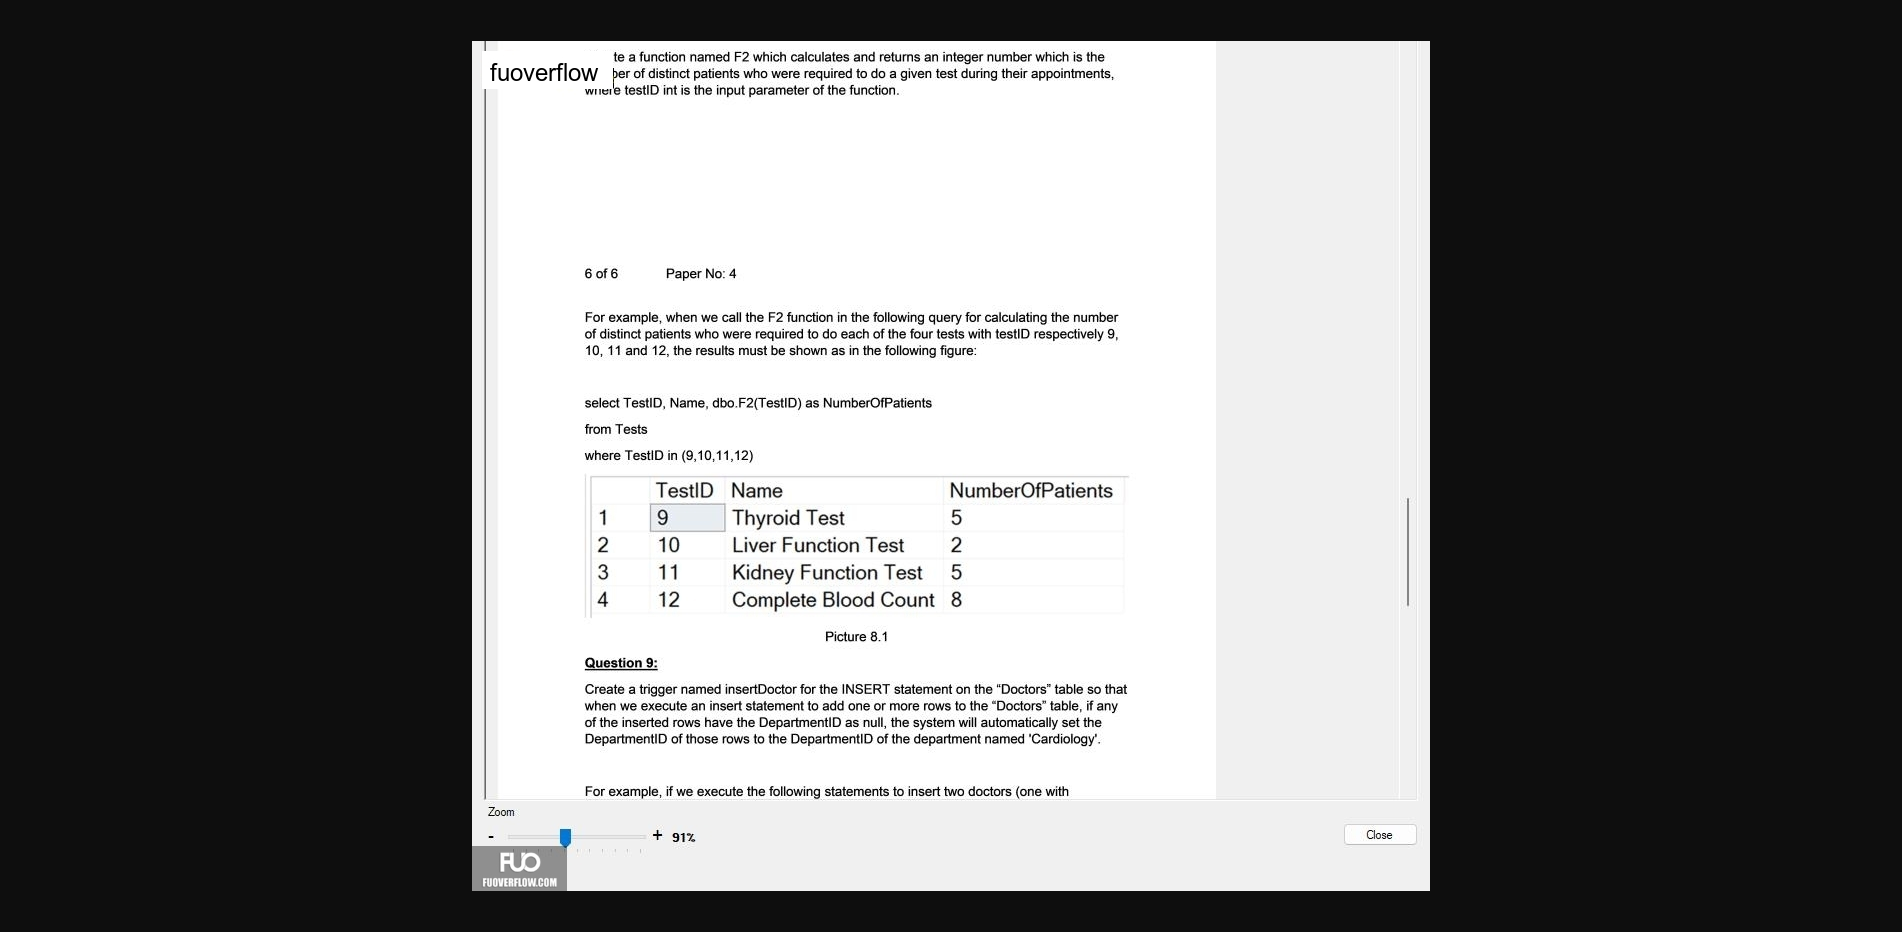 te a function named F2 which calculates and returns an integer number which is the
fuoverflow
er of distinct patients who were required to do a given test during their appointments,
where testID int is the input parameter of the function.
6 of 6 Paper No: 4
For example, when we call the F2 function in the following query for calculating the number
of distinct patients who were required to do each of the four tests with testID respectively 9,
10, 11 and 12, the results must be shown as in the following figure:
select TestID, Name, dbo.F2(TestID) as NumberOfPatients
from Tests
where TestID in (9,10,11,12)
TestID Name NumberOfPatients
1 9 Thyroid Test 5
2 10 Liver Function Test 2
3 11 Kidney Function Test 5
4 12 Complete Blood Count 8
Picture 8.1
Question 9:
Create a trigger named insertDoctor for the INSERT statement on the “Doctors” table so that
when we execute an insert statement to add one or more rows to the “Doctors” table, if any
of the inserted rows have the DepartmentID as null, the system will automatically set the
DepartmentID of those rows to the DepartmentID of the department named 'Cardiology'.
For example, if we execute the following statements to insert two doctors (one with
Zoom
- + 91%
Close
FUO
FUOVERFLOW.COM